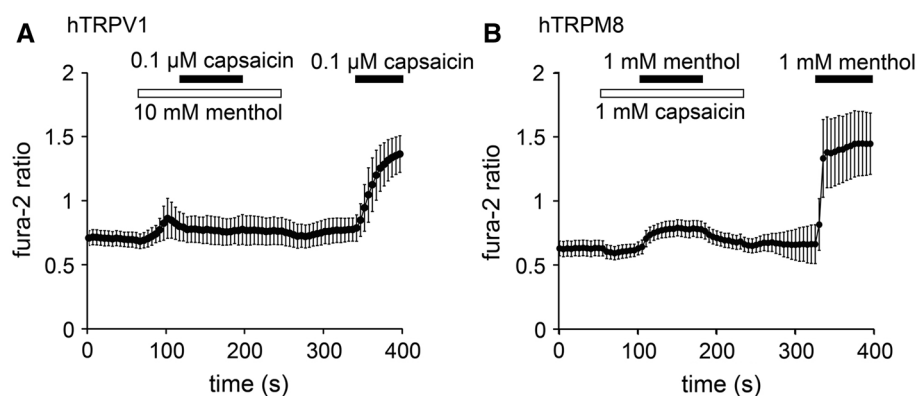 A hTRPV1
0.1 µM capsaicin 0.1 µM capsaicin
10 mM menthol
2
1.5
1
0.5
0
fura-2 ratio
0 100 200 300 400
time (s)
B hTRPM8
1 mM menthol 1 mM menthol
1 mM capsaicin
2
1.5
1
0.5
0
fura-2 ratio
0 100 200 300 400
time (s)